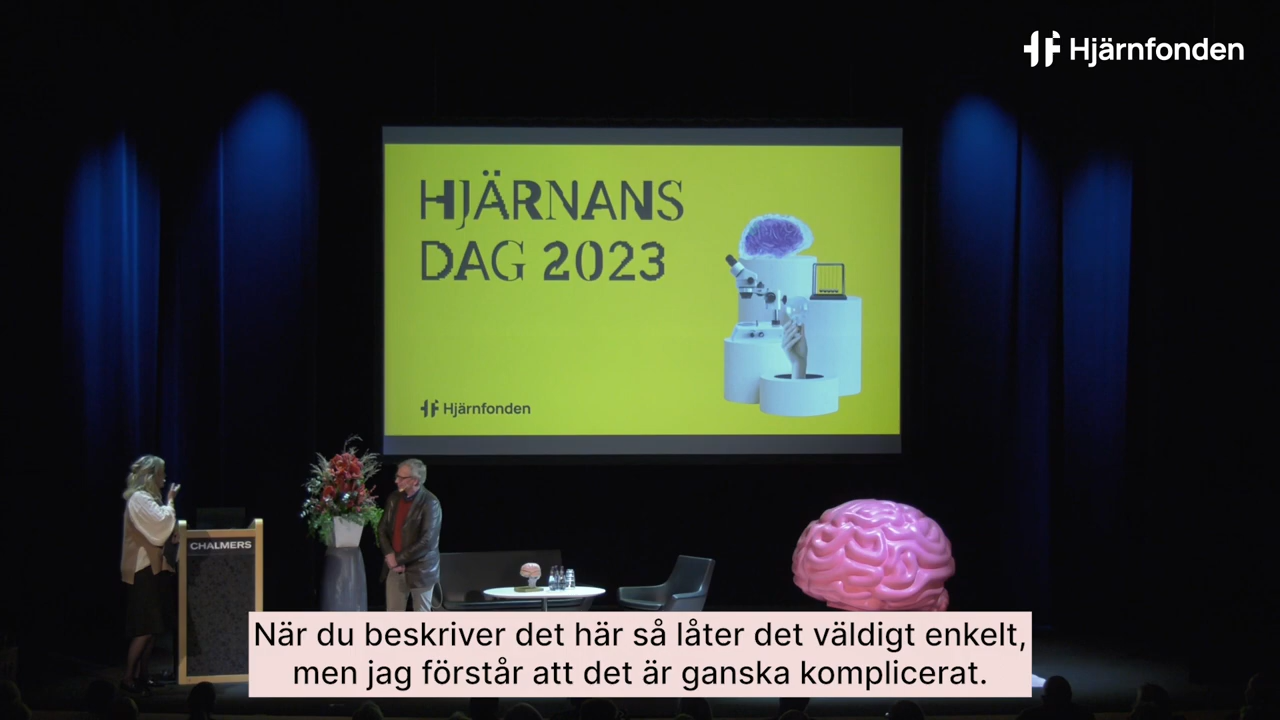 Hjärnfonden
HJÄRNANS
DAG 2023
Hjärnfonden
CHALMERS
När du beskriver det här så låter det väldigt enkelt,
men jag förstår att det är ganska komplicerat.